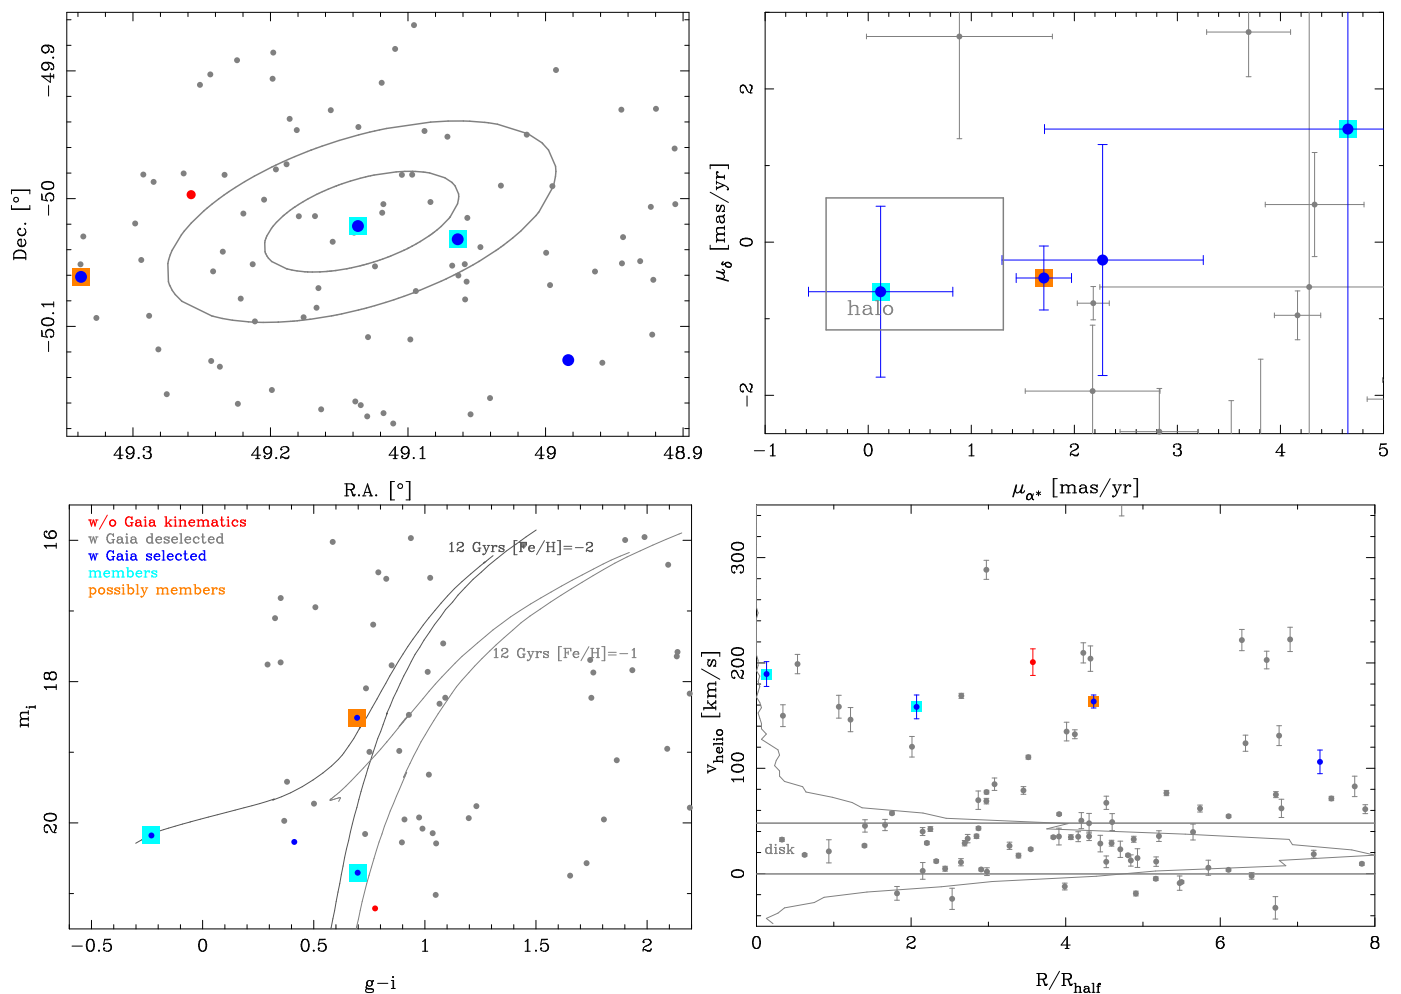 −49.9
−50
−50.1
Dec. [°]
49.3
49.2
49.1
49
48.9
R.A. [°]
2
0
−2
μδ [mas/yr]
halo
−1
0
1
2
3
4
5
μα* [mas/yr]
w/o Gaia kinematics
w Gaia deselected
w Gaia selected
members
possibly members
12 Gyrs [Fe/H]=−2
12 Gyrs [Fe/H]=−1
16
18
20
mi
−0.5
0
0.5
1
1.5
2
g−i
300
200
100
0
vhelio [km/s]
disk
0
2
4
6
8
R/Rhalf